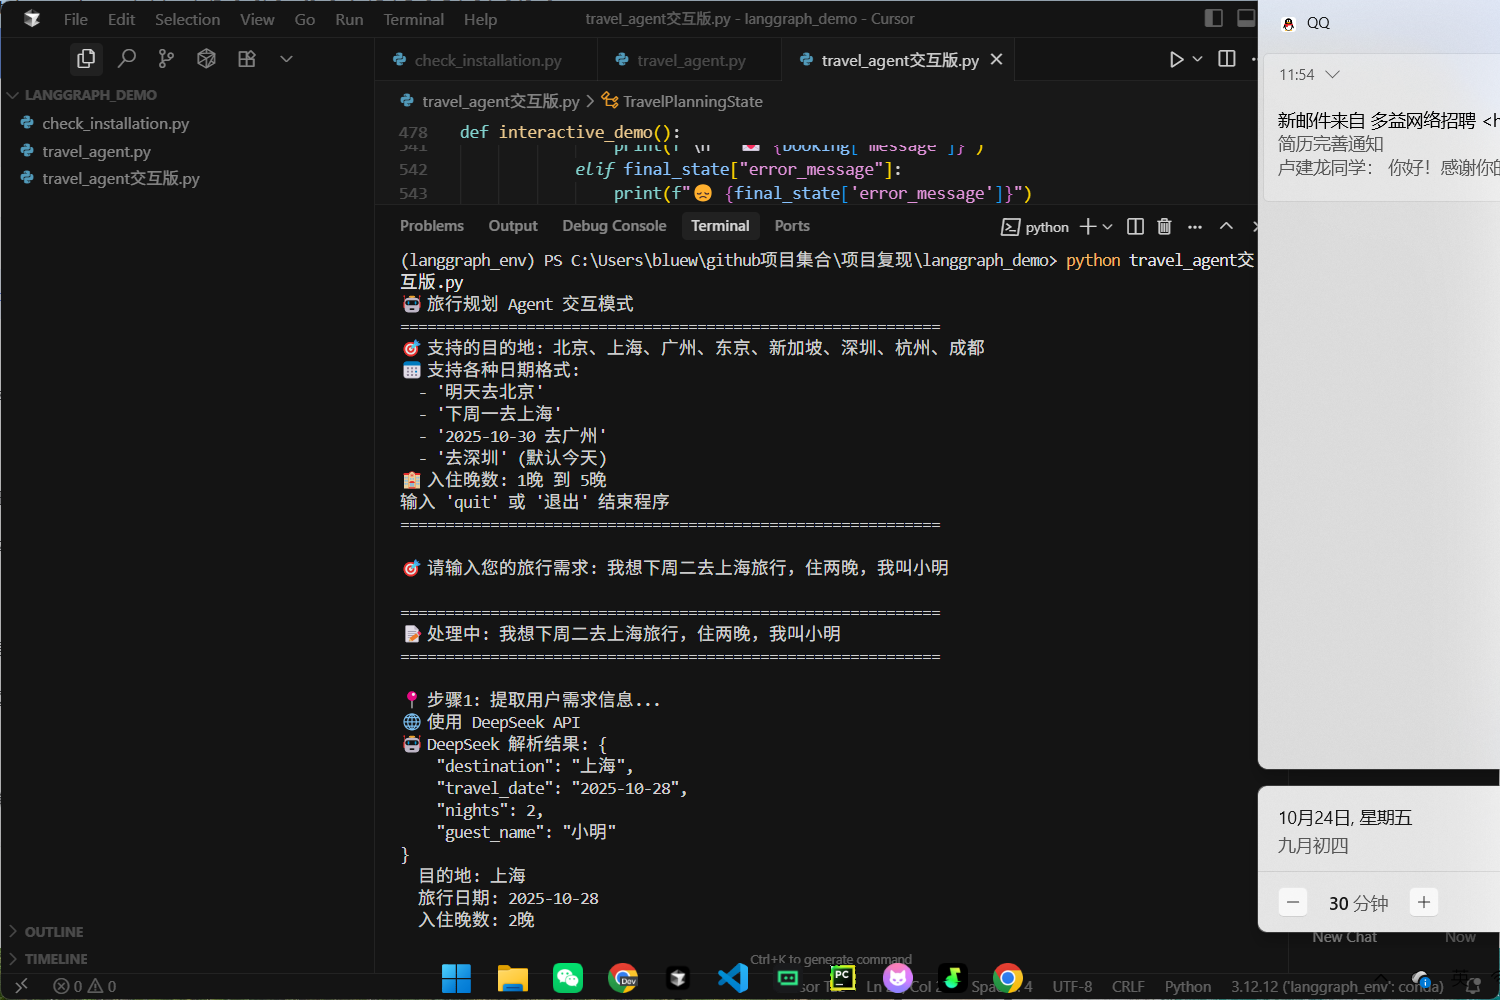 File Edit Selection View Go Run Terminal Help
travel_agent交互版.py - langgraph_demo - Cursor
check_installation.py
travel_agent.py
travel_agent交互版.py
LANGGRAPH_DEMO
check_installation.py
travel_agent.py
travel_agent交互版.py
travel_agent交互版.py > TravelPlanningState
478 def interactive_demo():
541 print(f"\n {booking['message']}")
542 elif final_state["error_message"]:
543 print(f"😞 {final_state['error_message']}")
Problems Output Debug Console Terminal Ports
python
(langgraph_env) PS C:\Users\bluew\github项目集合\项目复现\langgraph_demo> python travel_agent交
互版.py
🤖 旅行规划 Agent 交互模式
============================================================
🎯 支持的目的地: 北京、上海、广州、东京、新加坡、深圳、杭州、成都
📅 支持各种日期格式:
- '明天去北京'
- '下周一去上海'
- '2025-10-30 去广州'
- '去深圳' (默认今天)
🏨 入住晚数: 1晚 到 5晚
输入 'quit' 或 '退出' 结束程序
============================================================
🎯 请输入您的旅行需求: 我想下周二去上海旅行，住两晚，我叫小明
============================================================
📝 处理中: 我想下周二去上海旅行，住两晚，我叫小明
============================================================
📍 步骤1: 提取用户需求信息...
🌐 使用 DeepSeek API
🤖 DeepSeek 解析结果: {
"destination": "上海",
"travel_date": "2025-10-28",
"nights": 2,
"guest_name": "小明"
}
目的地: 上海
旅行日期: 2025-10-28
入住晚数: 2晚
Ctrl+K to generate command
OUTLINE
TIMELINE
0 0
Spa 4 UTF-8 CRLF Python 3.12.12 ('langgraph_env': conda)
QQ
11:54
新邮件来自 多益网络招聘 <h
简历完善通知
卢建龙同学： 你好！感谢你的
10月24日, 星期五
九月初四
30 分钟
New Chat Now
Dev
PC
英